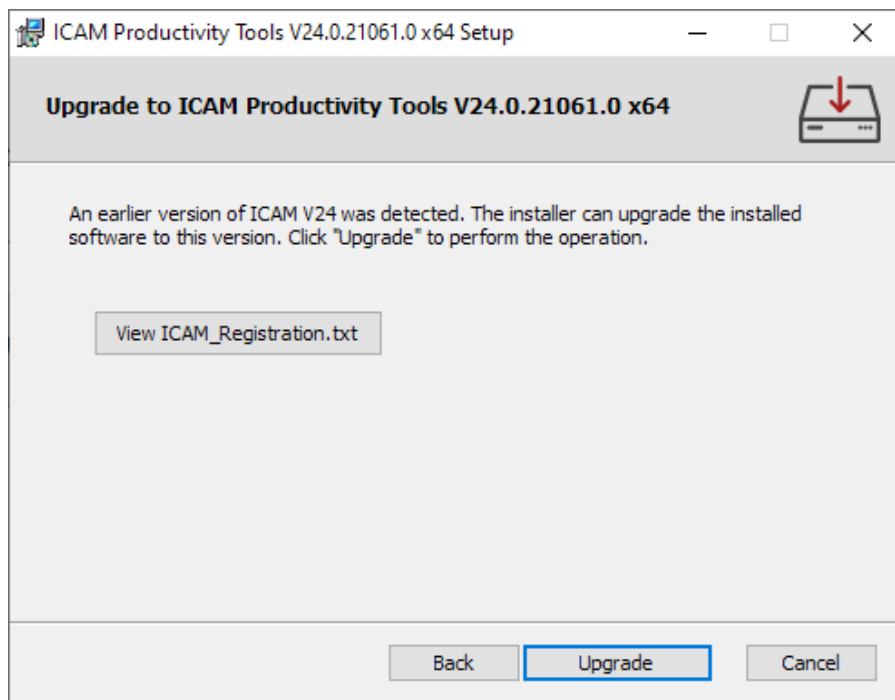 ICAM Productivity Tools V24.0.21061.0 x64 Setup
Upgrade to ICAM Productivity Tools V24.0.21061.0 x64
An earlier version of ICAM V24 was detected. The installer can upgrade the installed
software to this version. Click "Upgrade" to perform the operation.
View ICAM_Registration.txt
Back
Upgrade
Cancel